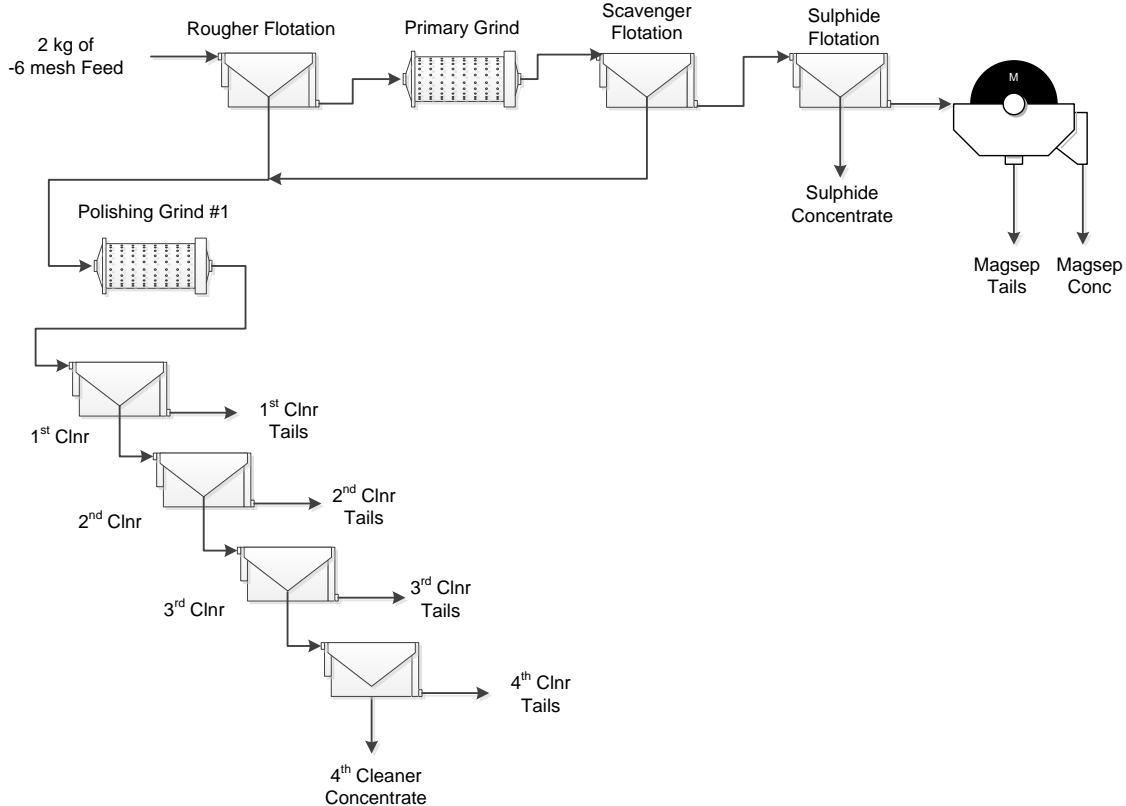 2 kg of
-6 mesh Feed
Rougher Flotation
Primary Grind
Scavenger
Flotation
Sulphide
Flotation
M
Sulphide
Concentrate
Magsep
Tails
Magsep
Conc
Polishing Grind #1
1st Clnr
1st Clnr
Tails
2nd Clnr
2nd Clnr
Tails
3rd Clnr
3rd Clnr
Tails
4th Clnr
Tails
4th Cleaner
Concentrate